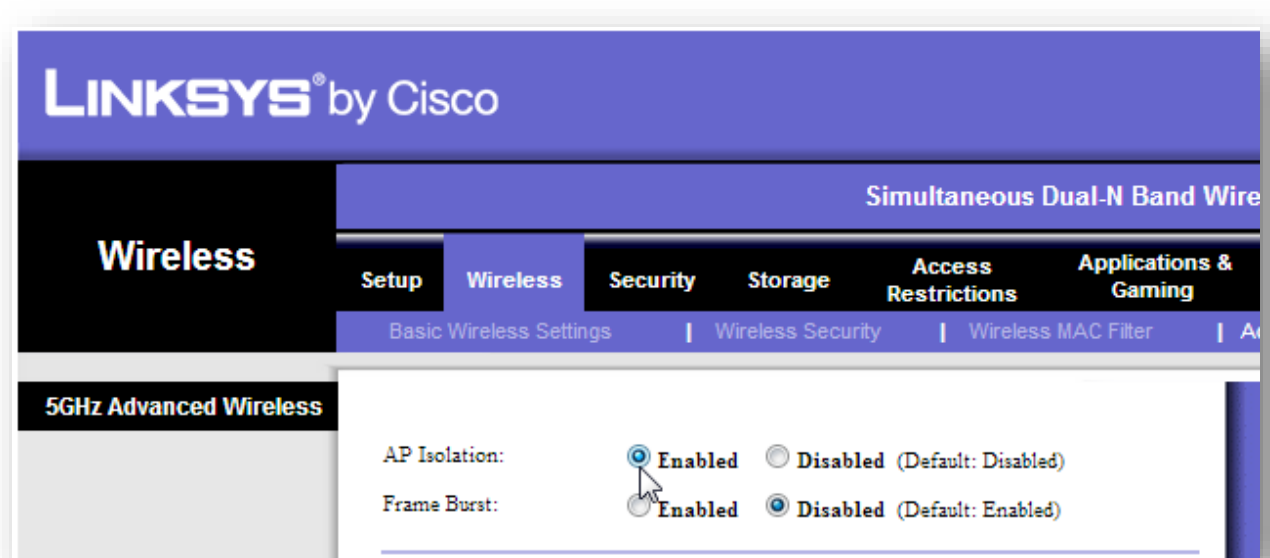 LINKSYS® by Cisco
Simultaneous Dual-N Band
Wireless
Setup Wireless Security Storage Access Restrictions Applications & Gaming
Basic Wireless Settings | Wireless Security | Wireless MAC Filter |
5GHz Advanced Wireless
AP Isolation: Enabled Disabled (Default: Disabled)
Frame Burst: Enabled Disabled (Default: Enabled)